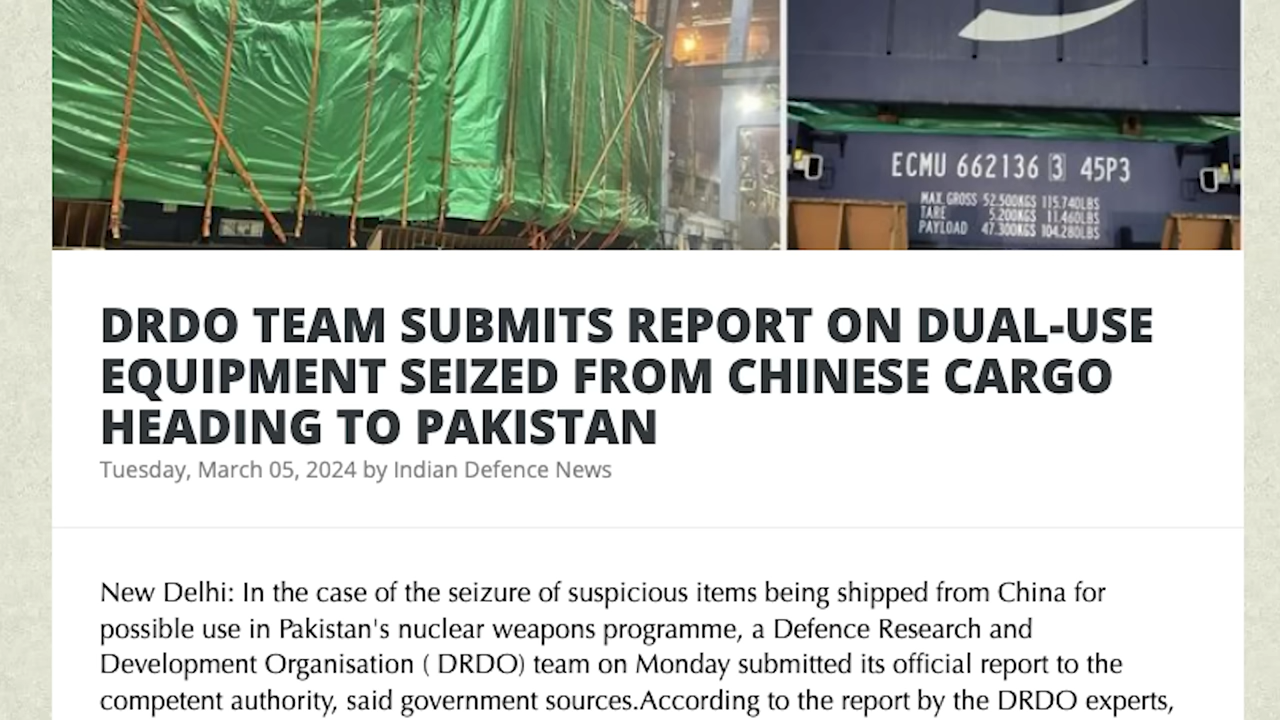 ECMU 662136 3 45P3
MAX.GROSS 52.500KGS 115.740LBS
TARE 5.200KGS 11.460LBS
PAYLOAD 47.300KGS 104.280LBS
DRDO TEAM SUBMITS REPORT ON DUAL-USE
EQUIPMENT SEIZED FROM CHINESE CARGO
HEADING TO PAKISTAN
Tuesday, March 05, 2024 by Indian Defence News
New Delhi: In the case of the seizure of suspicious items being shipped from China for
possible use in Pakistan's nuclear weapons programme, a Defence Research and
Development Organisation ( DRDO) team on Monday submitted its official report to the
competent authority, said government sources.According to the report by the DRDO experts,